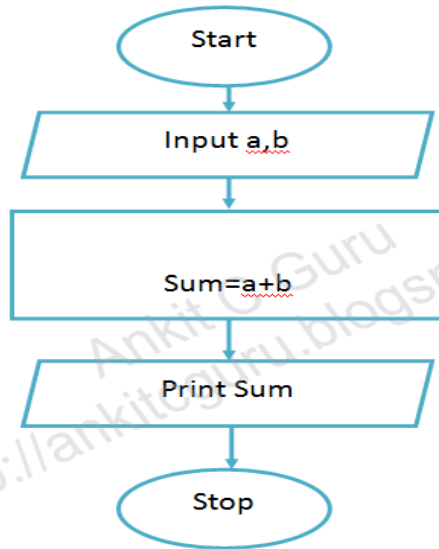 Start
Input a,b
Sum=a+b
Print Sum
Stop
Ankit C Guru
://ankitcguru.blogs